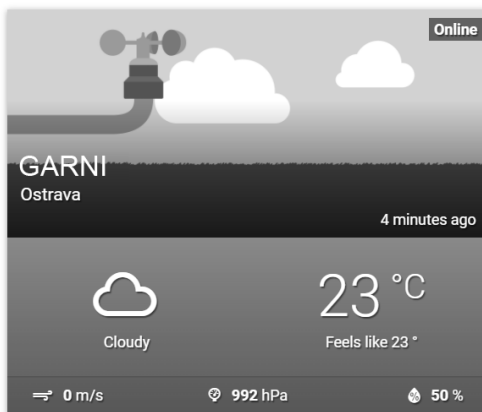 Online
GARNI
Ostrava
4 minutes ago
23 °C
Cloudy
Feels like 23 °
0 m/s
992 hPa
50 %